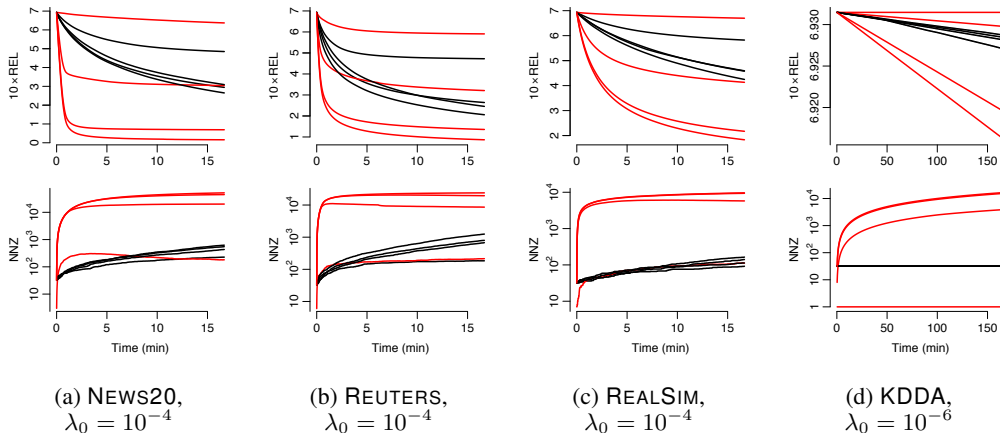 10×REL
7
6
5
4
3
2
1
0
0 5 10 15
10×REL
7
6
5
4
3
2
1
0 5 10 15
10×REL
7
6
5
4
3
2
0 5 10 15
10×REL
6.930
6.925
6.920
0 50 100 150
NNZ
10⁴
10³
10²
10
0 5 10 15
Time (min)
NNZ
10⁴
10³
10²
10
0 5 10 15
Time (min)
NNZ
10⁴
10³
10²
10
0 5 10 15
Time (min)
NNZ
10⁴
10³
10²
10
1
0 50 100 150
Time (min)
(a) NEWS20,
λ₀ = 10⁻⁴
(b) REUTERS,
λ₀ = 10⁻⁴
(c) REALSIM,
λ₀ = 10⁻⁴
(d) KDDA,
λ₀ = 10⁻⁶